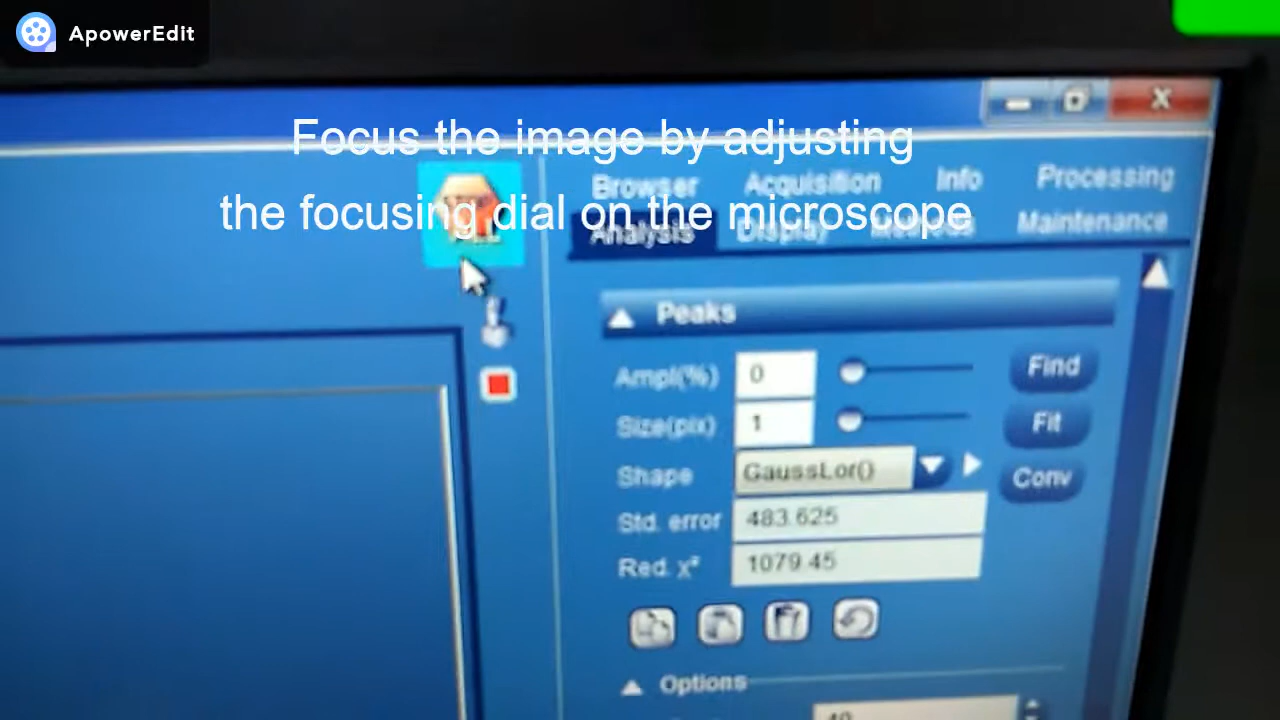 ApowerEdit
Focus the image by adjusting
the focusing dial on the microscope
Browser Acquisition Info Processing
Analysis Display Maintenance
Peaks
Ampl(%) 0 Find
Size(pix) 1 Fit
Shape GaussLor() Conv
Std. error 483.625
Red. χ² 1079.45
Options